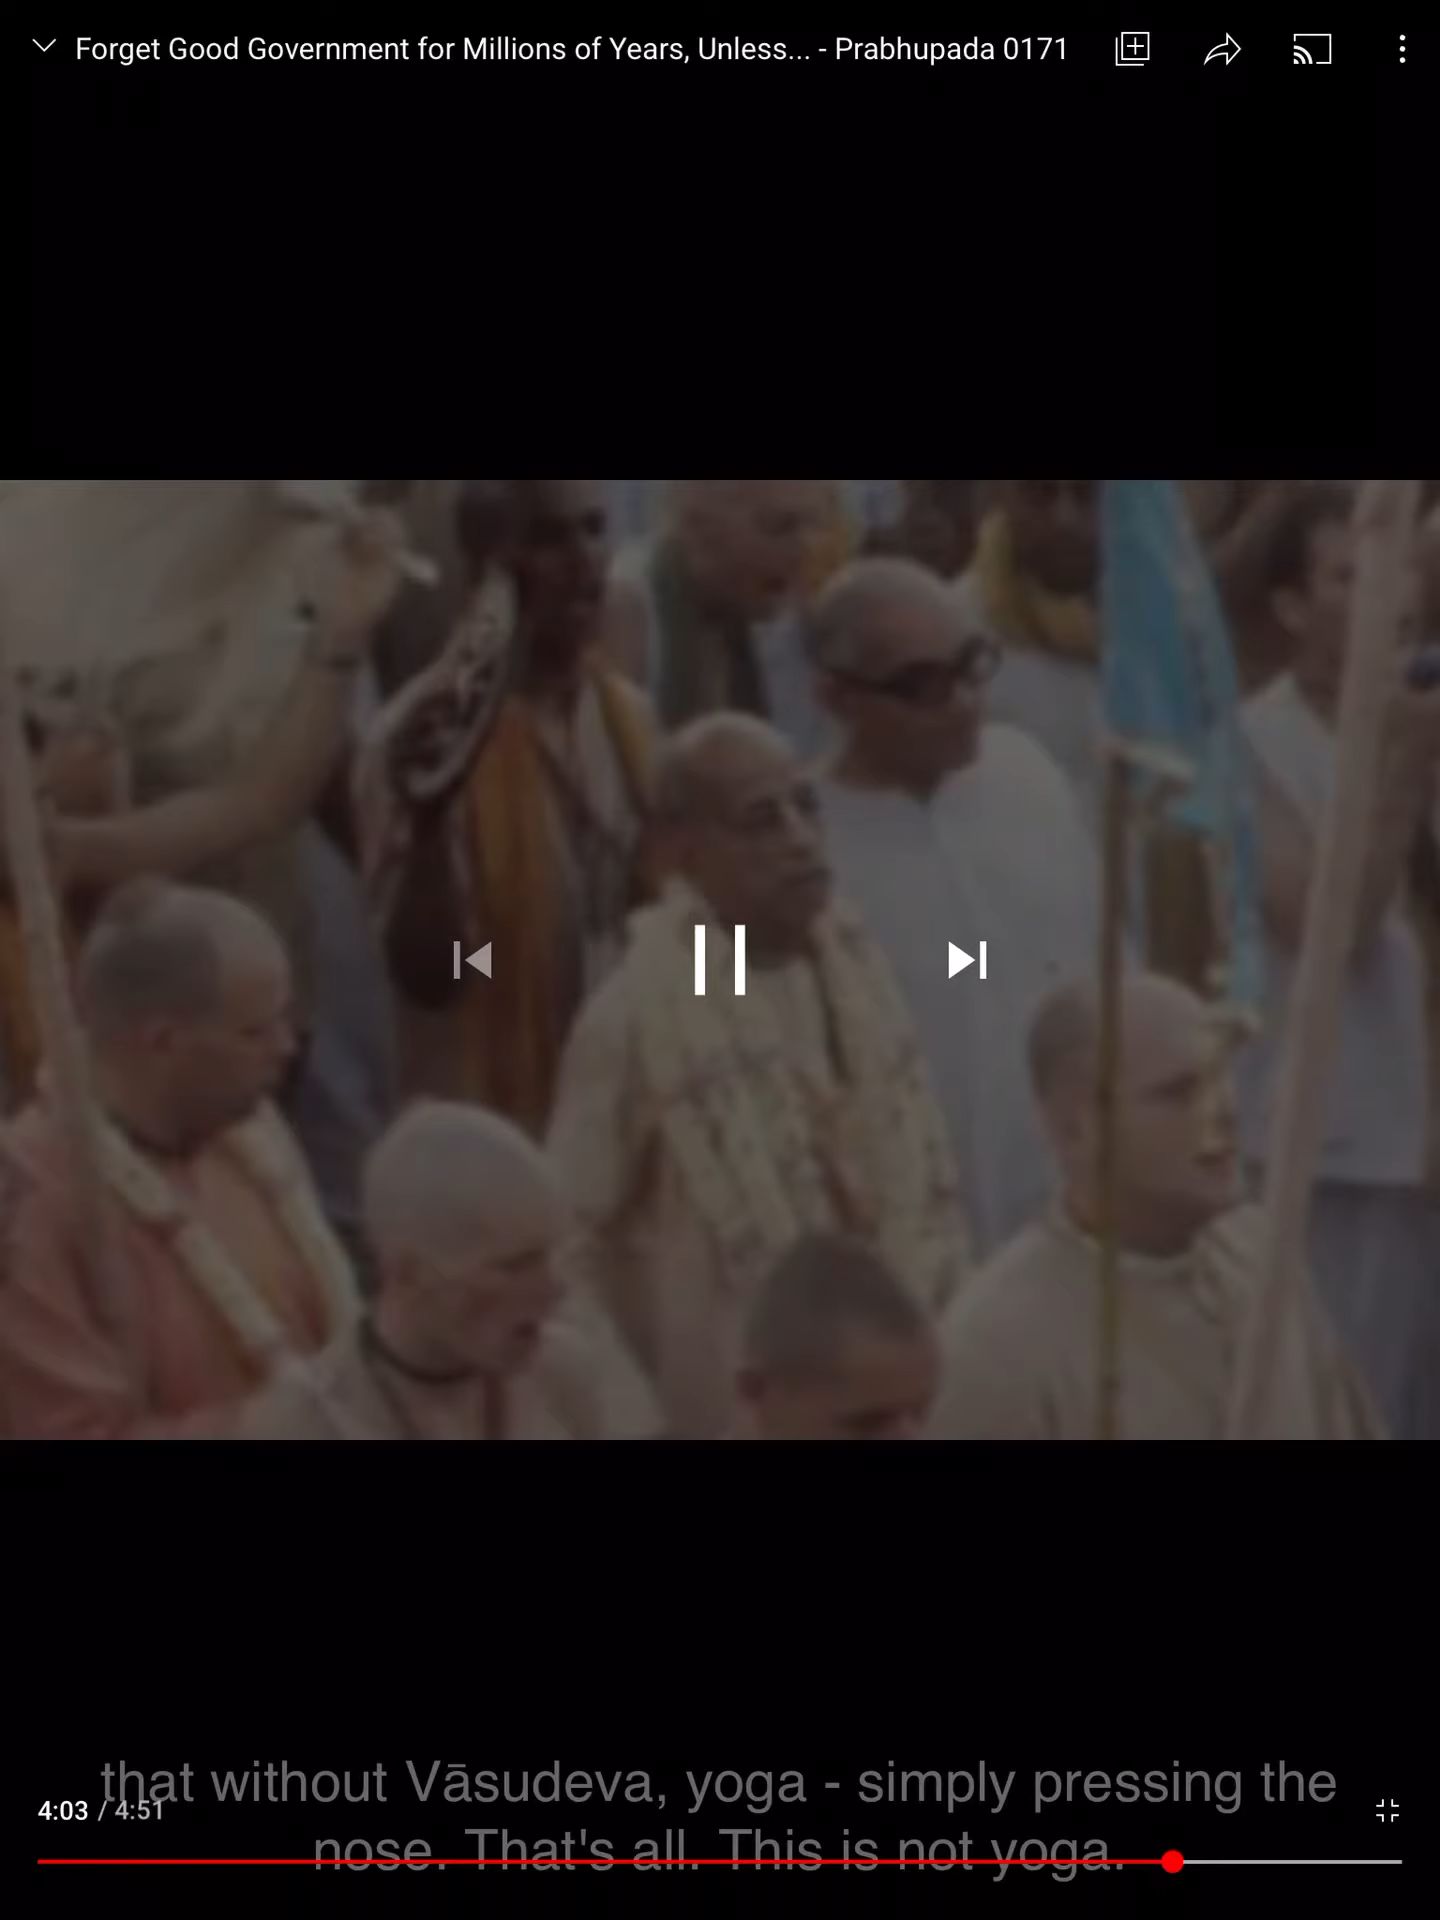 Forget Good Government for Millions of Years, Unless... - Prabhupada 0171
that without Vāsudeva, yoga - simply pressing the
4:03 / 4:51
nose. That's all. This is not yoga.